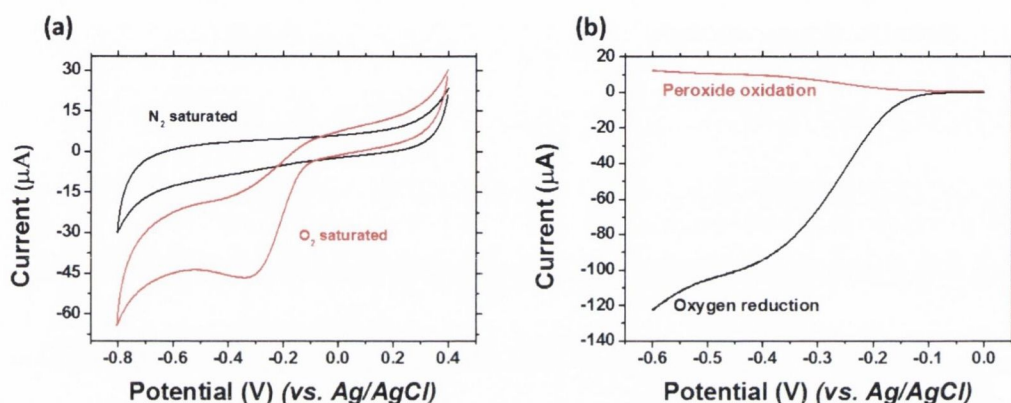 (a)
Current (μA)
30
15
0
-15
-30
-45
-60
N2 saturated
O2 saturated
-0.8 -0.6 -0.4 -0.2 0.0 0.2 0.4
Potential (V) (vs. Ag/AgCl)
(b)
Current (μA)
20
0
-20
-40
-60
-80
-100
-120
-140
Peroxide oxidation
Oxygen reduction
-0.6 -0.5 -0.4 -0.3 -0.2 -0.1 0.0
Potential (V) (vs. Ag/AgCl)